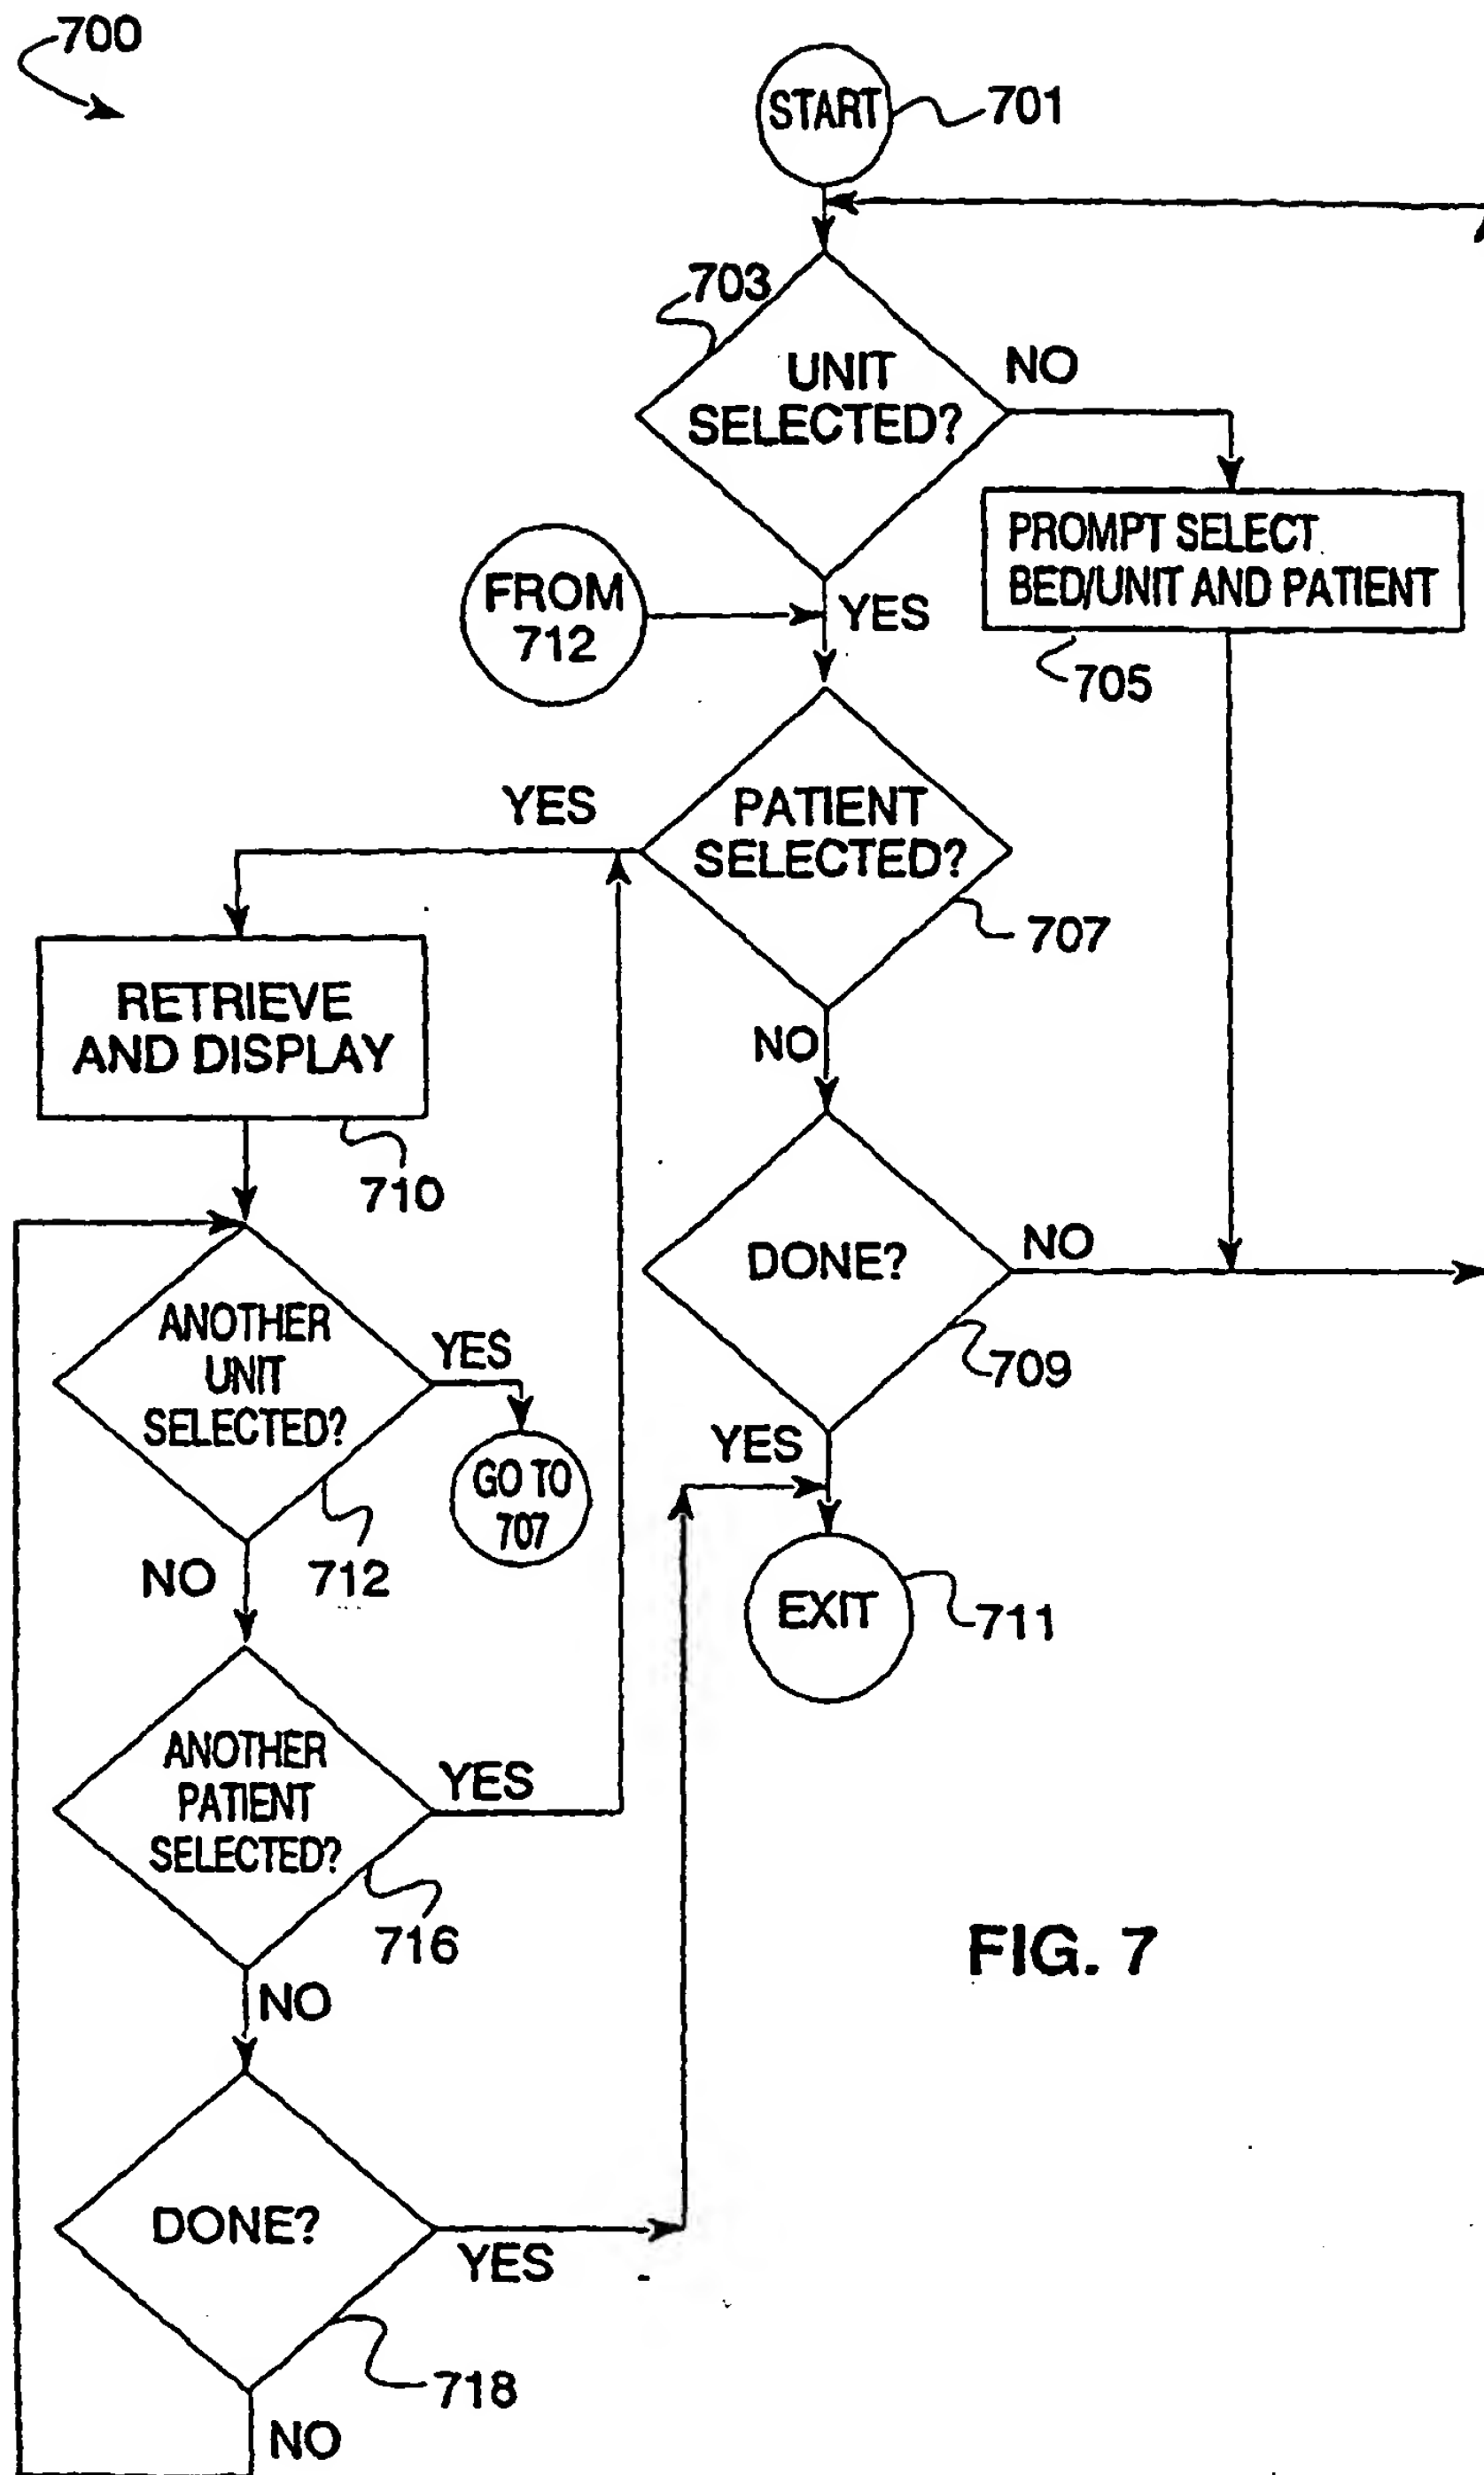 700
START
701
703
UNIT
SELECTED?
NO
PROMPT SELECT
BED/UNIT AND PATIENT
705
FROM
712
YES
PATIENT
SELECTED?
YES
707
NO
RETRIEVE
AND DISPLAY
710
DONE?
NO
709
YES
EXIT
711
ANOTHER
UNIT
SELECTED?
YES
GO TO
707
712
NO
ANOTHER
PATIENT
SELECTED?
YES
716
NO
DONE?
YES
718
NO
FIG. 7